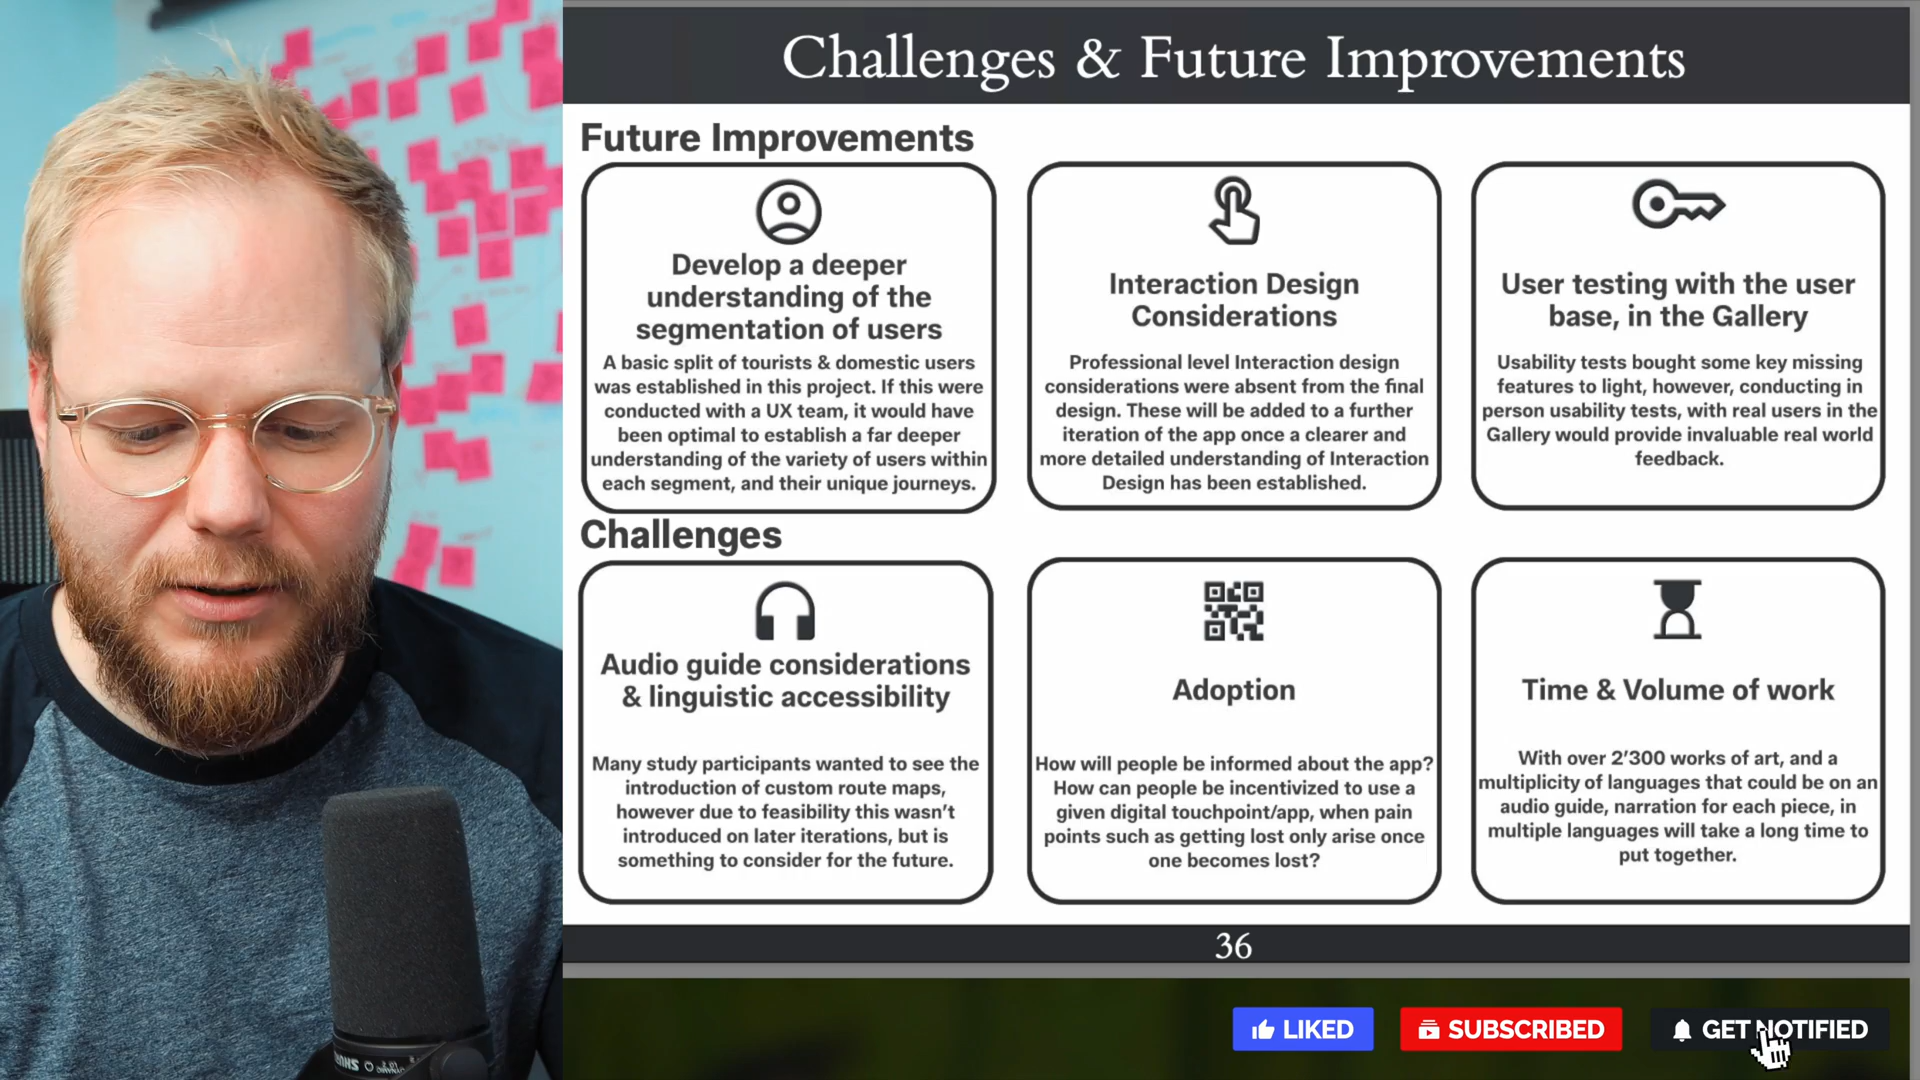 Challenges & Future Improvements
Future Improvements
Develop a deeper
understanding of the
segmentation of users
A basic split of tourists & domestic users
was established in this project. If this were
conducted with a UX team, it would have
been optimal to establish a far deeper
understanding of the variety of users within
each segment, and their unique journeys.
Interaction Design
Considerations
Professional level Interaction design
considerations were absent from the final
design. These will be added to a further
iteration of the app once a clearer and
more detailed understanding of Interaction
Design has been established.
User testing with the user
base, in the Gallery
Usability tests bought some key missing
features to light, however, conducting in
person usability tests, with real users in the
Gallery would provide invaluable real world
feedback.
Challenges
Audio guide considerations
& linguistic accessibility
Many study participants wanted to see the
introduction of custom route maps,
however due to feasibility this wasn't
introduced on later iterations, but is
something to consider for the future.
Adoption
How will people be informed about the app?
How can people be incentivized to use a
given digital touchpoint/app, when pain
points such as getting lost only arise once
one becomes lost?
Time & Volume of work
With over 2'300 works of art, and a
multiplicity of languages that could be on an
audio guide, narration for each piece, in
multiple languages will take a long time to
put together.
36
LIKED
SUBSCRIBED
GET NOTIFIED